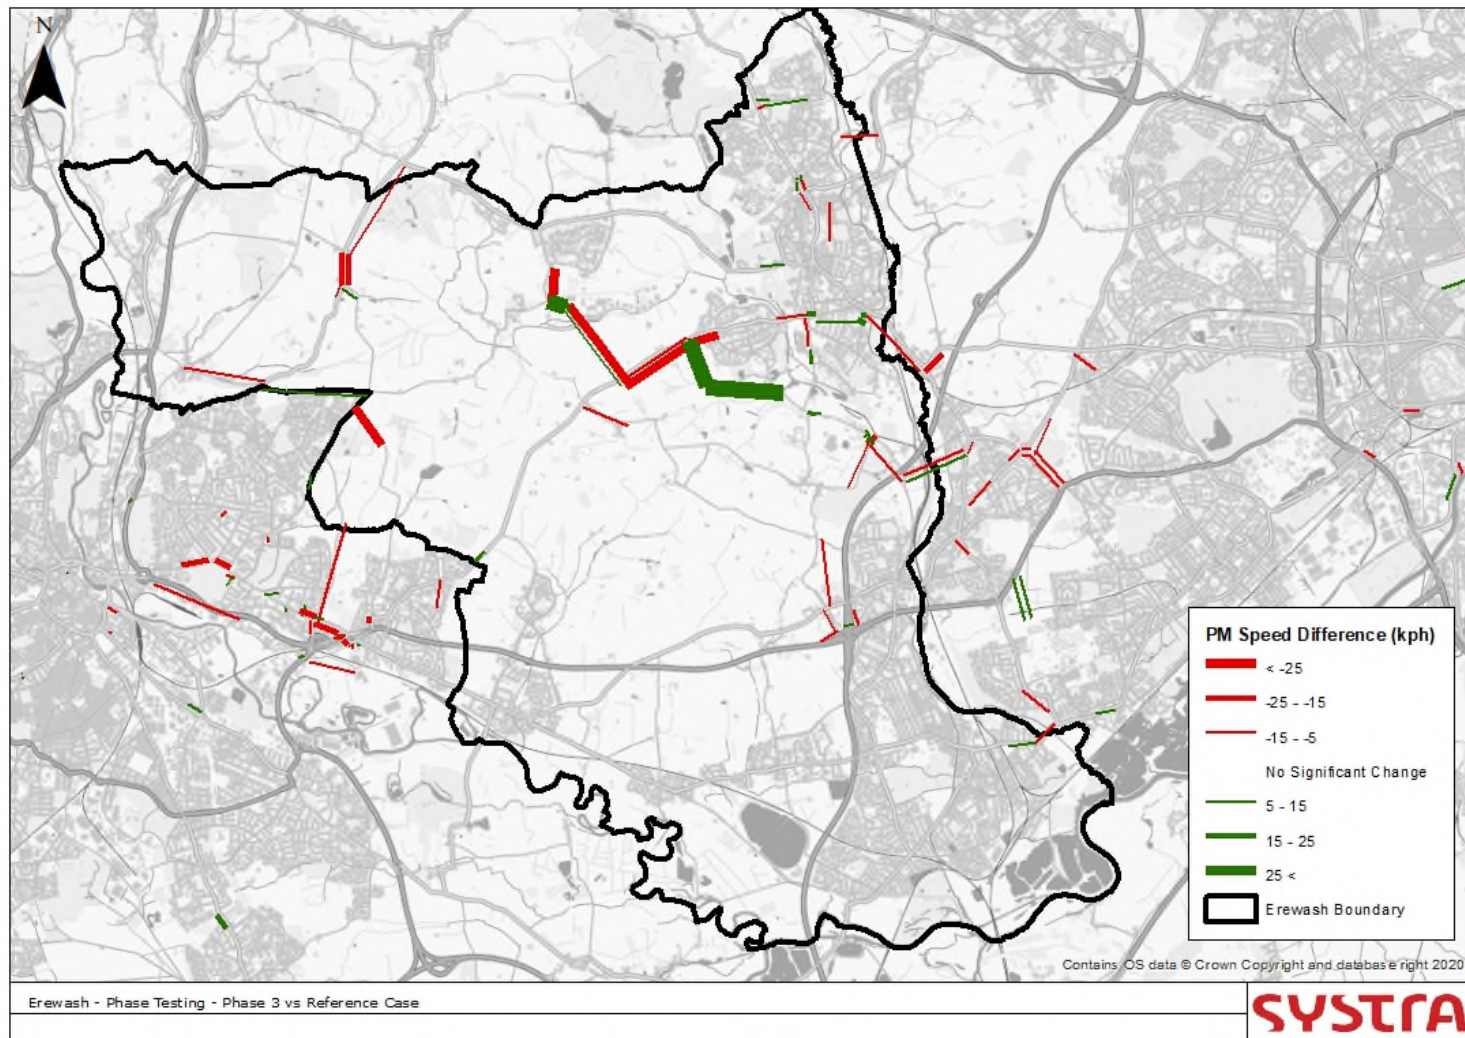 N
PM Speed Difference (kph)
< -25
-25 - -15
-15 - -5
No Significant Change
5 - 15
15 - 25
25 <
Erewash Boundary
Contains OS data © Crown Copyright and database right 2020
Erewash - Phase Testing - Phase 3 vs Reference Case
SYSTRA